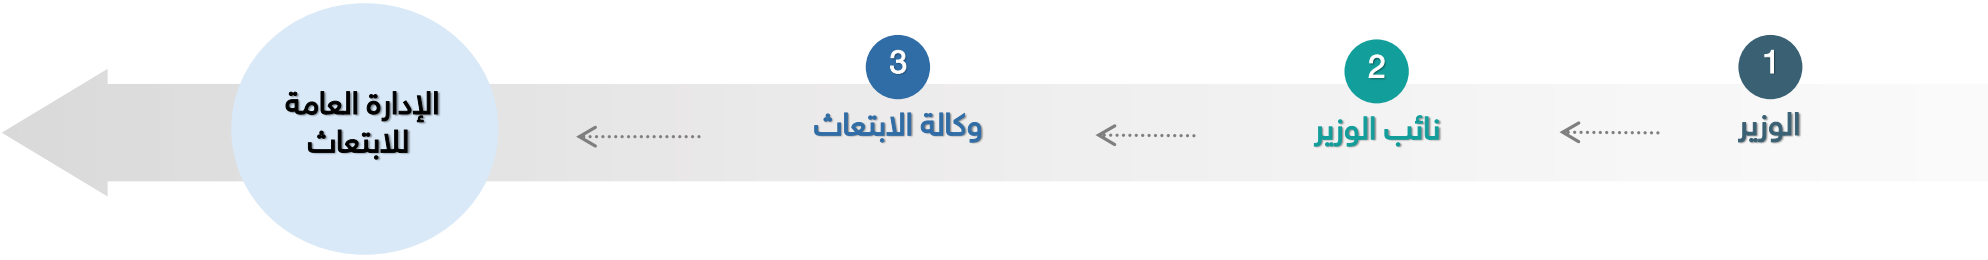 1
الوزير
2
نائب الوزير
3
وكالة الابتعاث
الإدارة العامة
للابتعاث